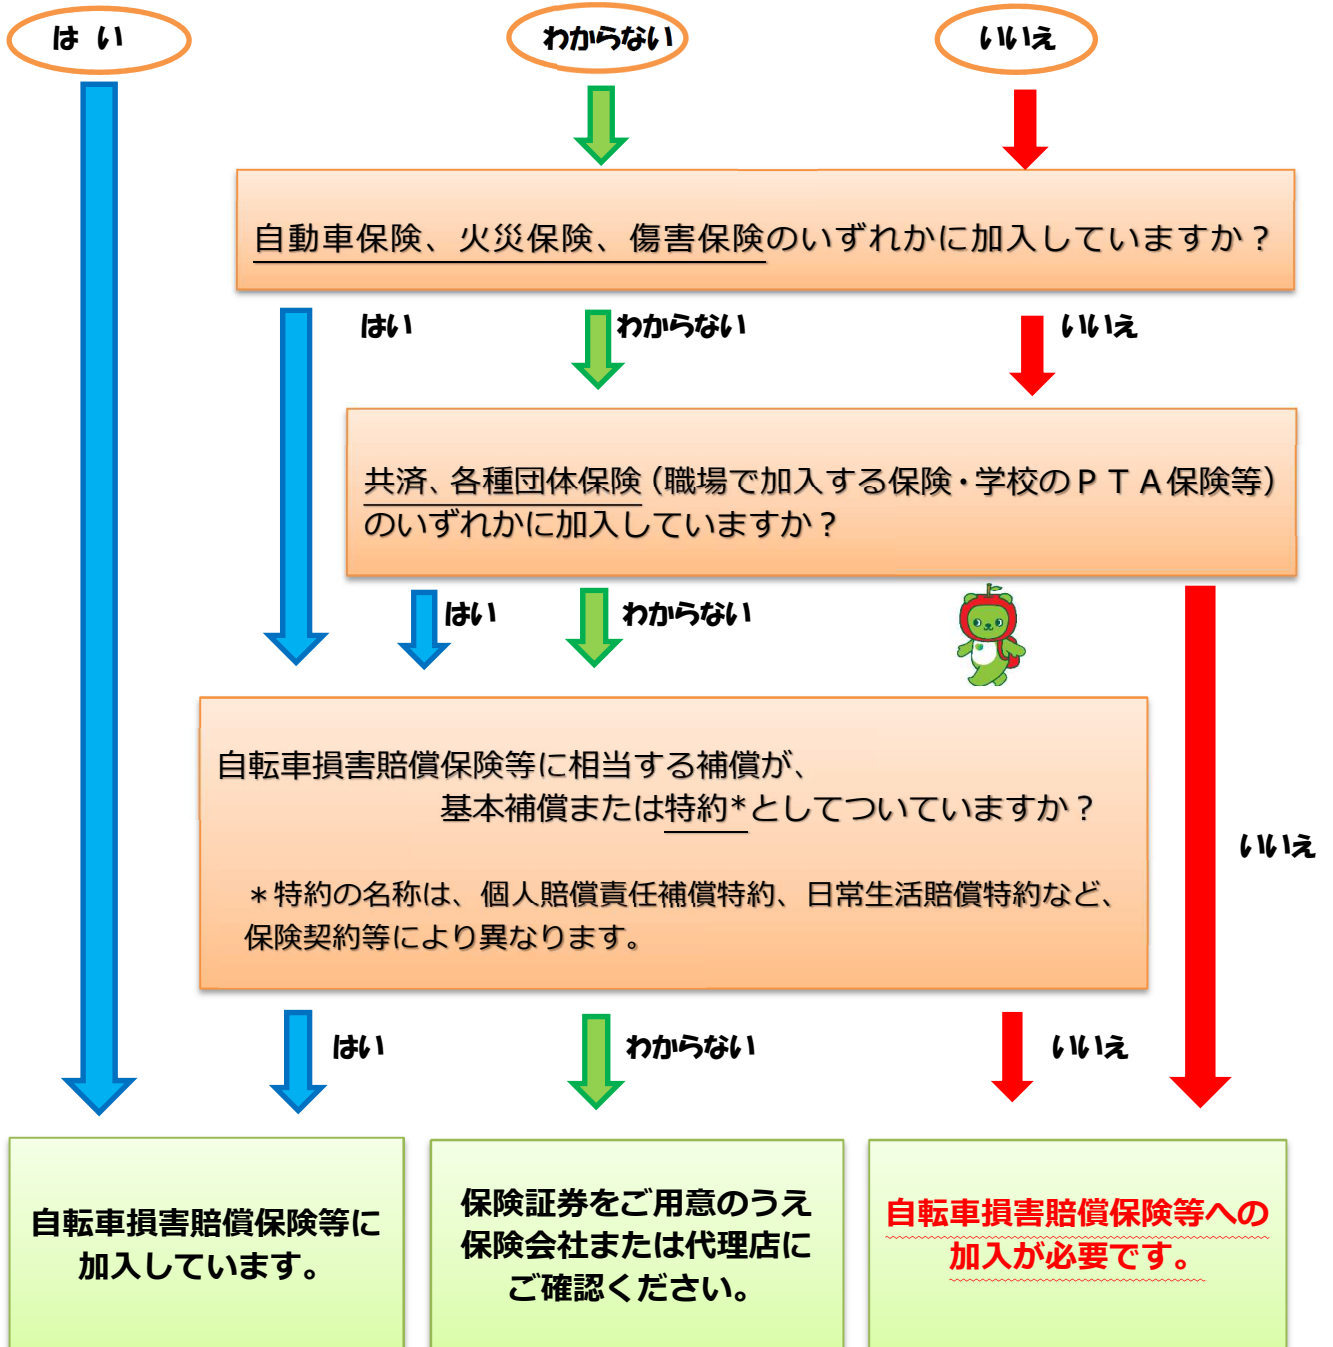 はい
わからない
いいえ
自動車保険、火災保険、傷害保険のいずれかに加入していますか？
はい
わからない
いいえ
共済、各種団体保険（職場で加入する保険・学校のＰＴＡ保険等）
のいずれかに加入していますか？
はい
わからない
いいえ
自転車損害賠償保険等に相当する補償が、
基本補償または特約*としてついていますか？
＊特約の名称は、個人賠償責任補償特約、日常生活賠償特約など、
保険契約等により異なります。
はい
わからない
いいえ
自転車損害賠償保険等に
加入しています。
保険証券をご用意のうえ
保険会社または代理店に
ご確認ください。
自転車損害賠償保険等への
加入が必要です。